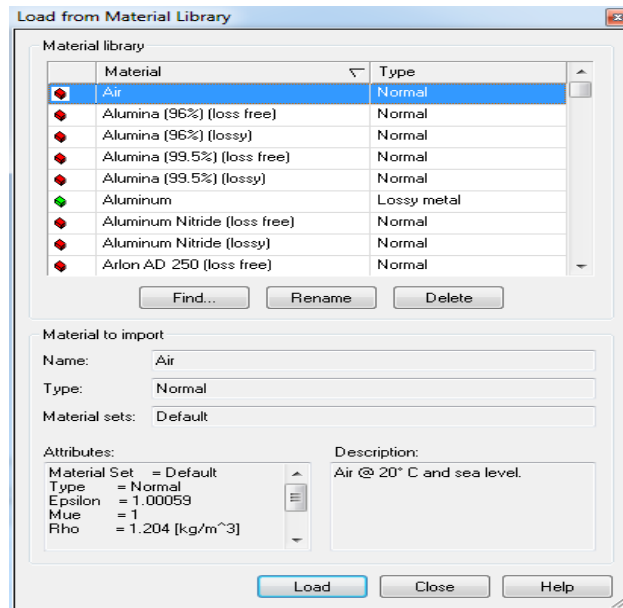 Load from Material Library
Material library
Material Type
Air Normal
Alumina (96%) (loss free) Normal
Alumina (96%) (lossy) Normal
Alumina (99.5%) (loss free) Normal
Alumina (99.5%) (lossy) Normal
Aluminum Lossy metal
Aluminum Nitride (loss free) Normal
Aluminum Nitride (lossy) Normal
Arlon AD 250 (loss free) Normal
Find... Rename Delete
Material to import
Name: Air
Type: Normal
Material sets: Default
Attributes: Description:
Material Set = Default Air @ 20° C and sea level.
Type = Normal
Epsilon = 1.00059
Mue = 1
Rho = 1.204 [kg/m^3]
Load Close Help